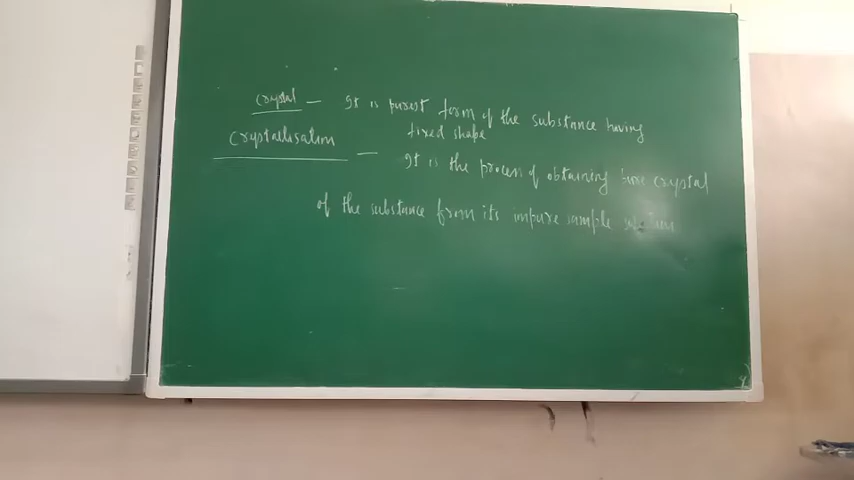 Crystal — It is purest form of the substance having
fixed shape
Crystallisation — It is the process of obtaining pure crystal
of the substance from its impure sample